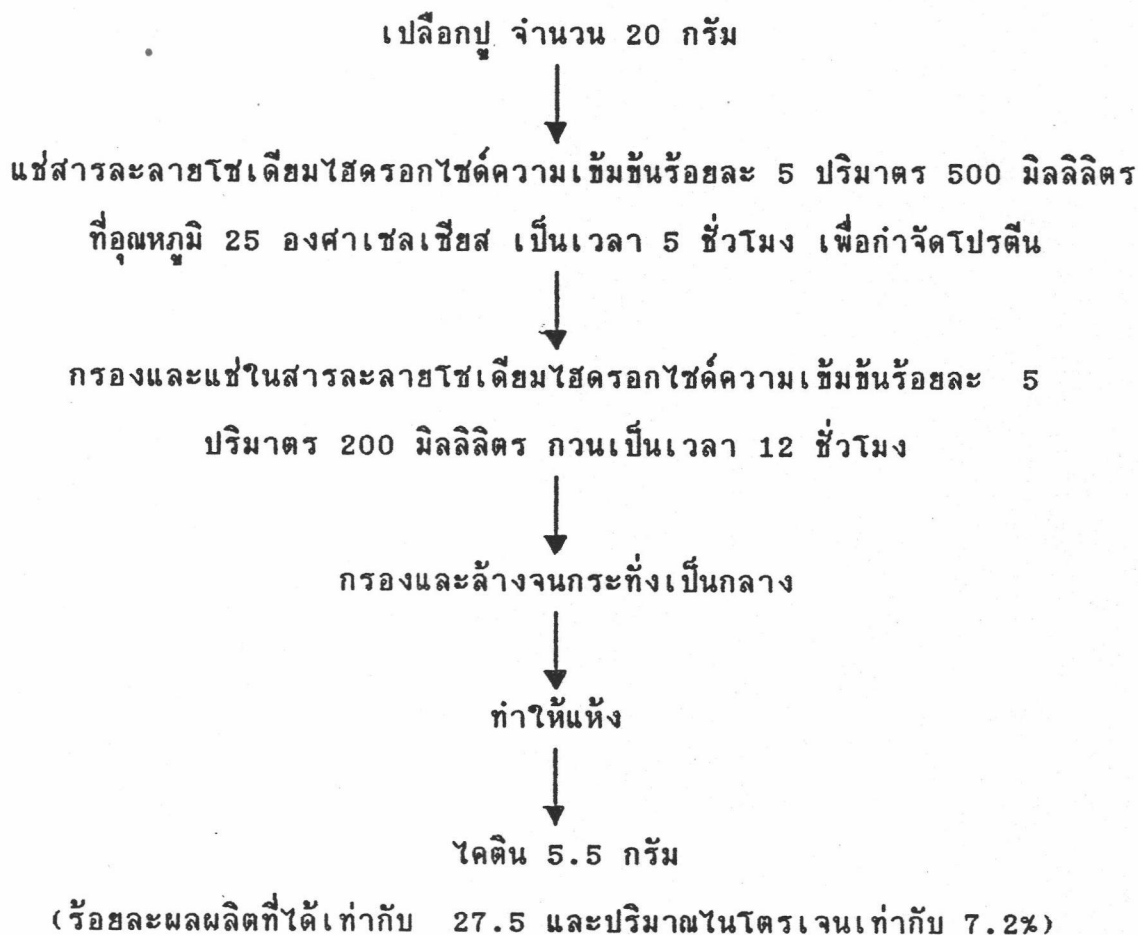 เปลือกปู จำนวน 20 กรัม
แช่สารละลายโซเดียมไฮดรอกไซด์ความเข้มข้นร้อยละ 5 ปริมาตร 500 มิลลิลิตร
ที่อุณหภูมิ 25 องศาเซลเซียส เป็นเวลา 5 ชั่วโมง เพื่อกำจัดโปรตีน
กรองและแช่ในสารละลายโซเดียมไฮดรอกไซด์ความเข้มข้นร้อยละ 5
ปริมาตร 200 มิลลิลิตร กวนเป็นเวลา 12 ชั่วโมง
กรองและล้างจนกระทั่งเป็นกลาง
ทำให้แห้ง
ไคติน 5.5 กรัม
(ร้อยละผลผลิตที่ได้เท่ากับ 27.5 และปริมาณไนโตรเจนเท่ากับ 7.2%)